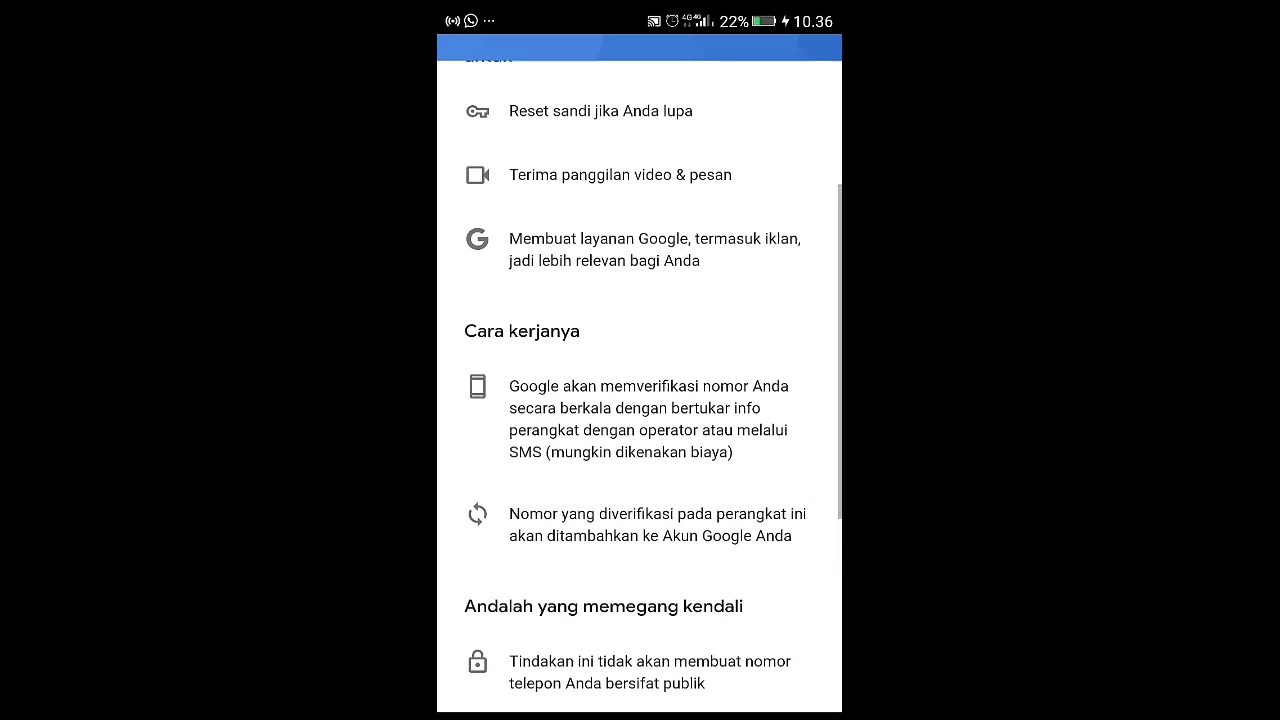 22% 10.36
Reset sandi jika Anda lupa
Terima panggilan video & pesan
Membuat layanan Google, termasuk iklan,
jadi lebih relevan bagi Anda
Cara kerjanya
Google akan memverifikasi nomor Anda
secara berkala dengan bertukar info
perangkat dengan operator atau melalui
SMS (mungkin dikenakan biaya)
Nomor yang diverifikasi pada perangkat ini
akan ditambahkan ke Akun Google Anda
Andalah yang memegang kendali
Tindakan ini tidak akan membuat nomor
telepon Anda bersifat publik